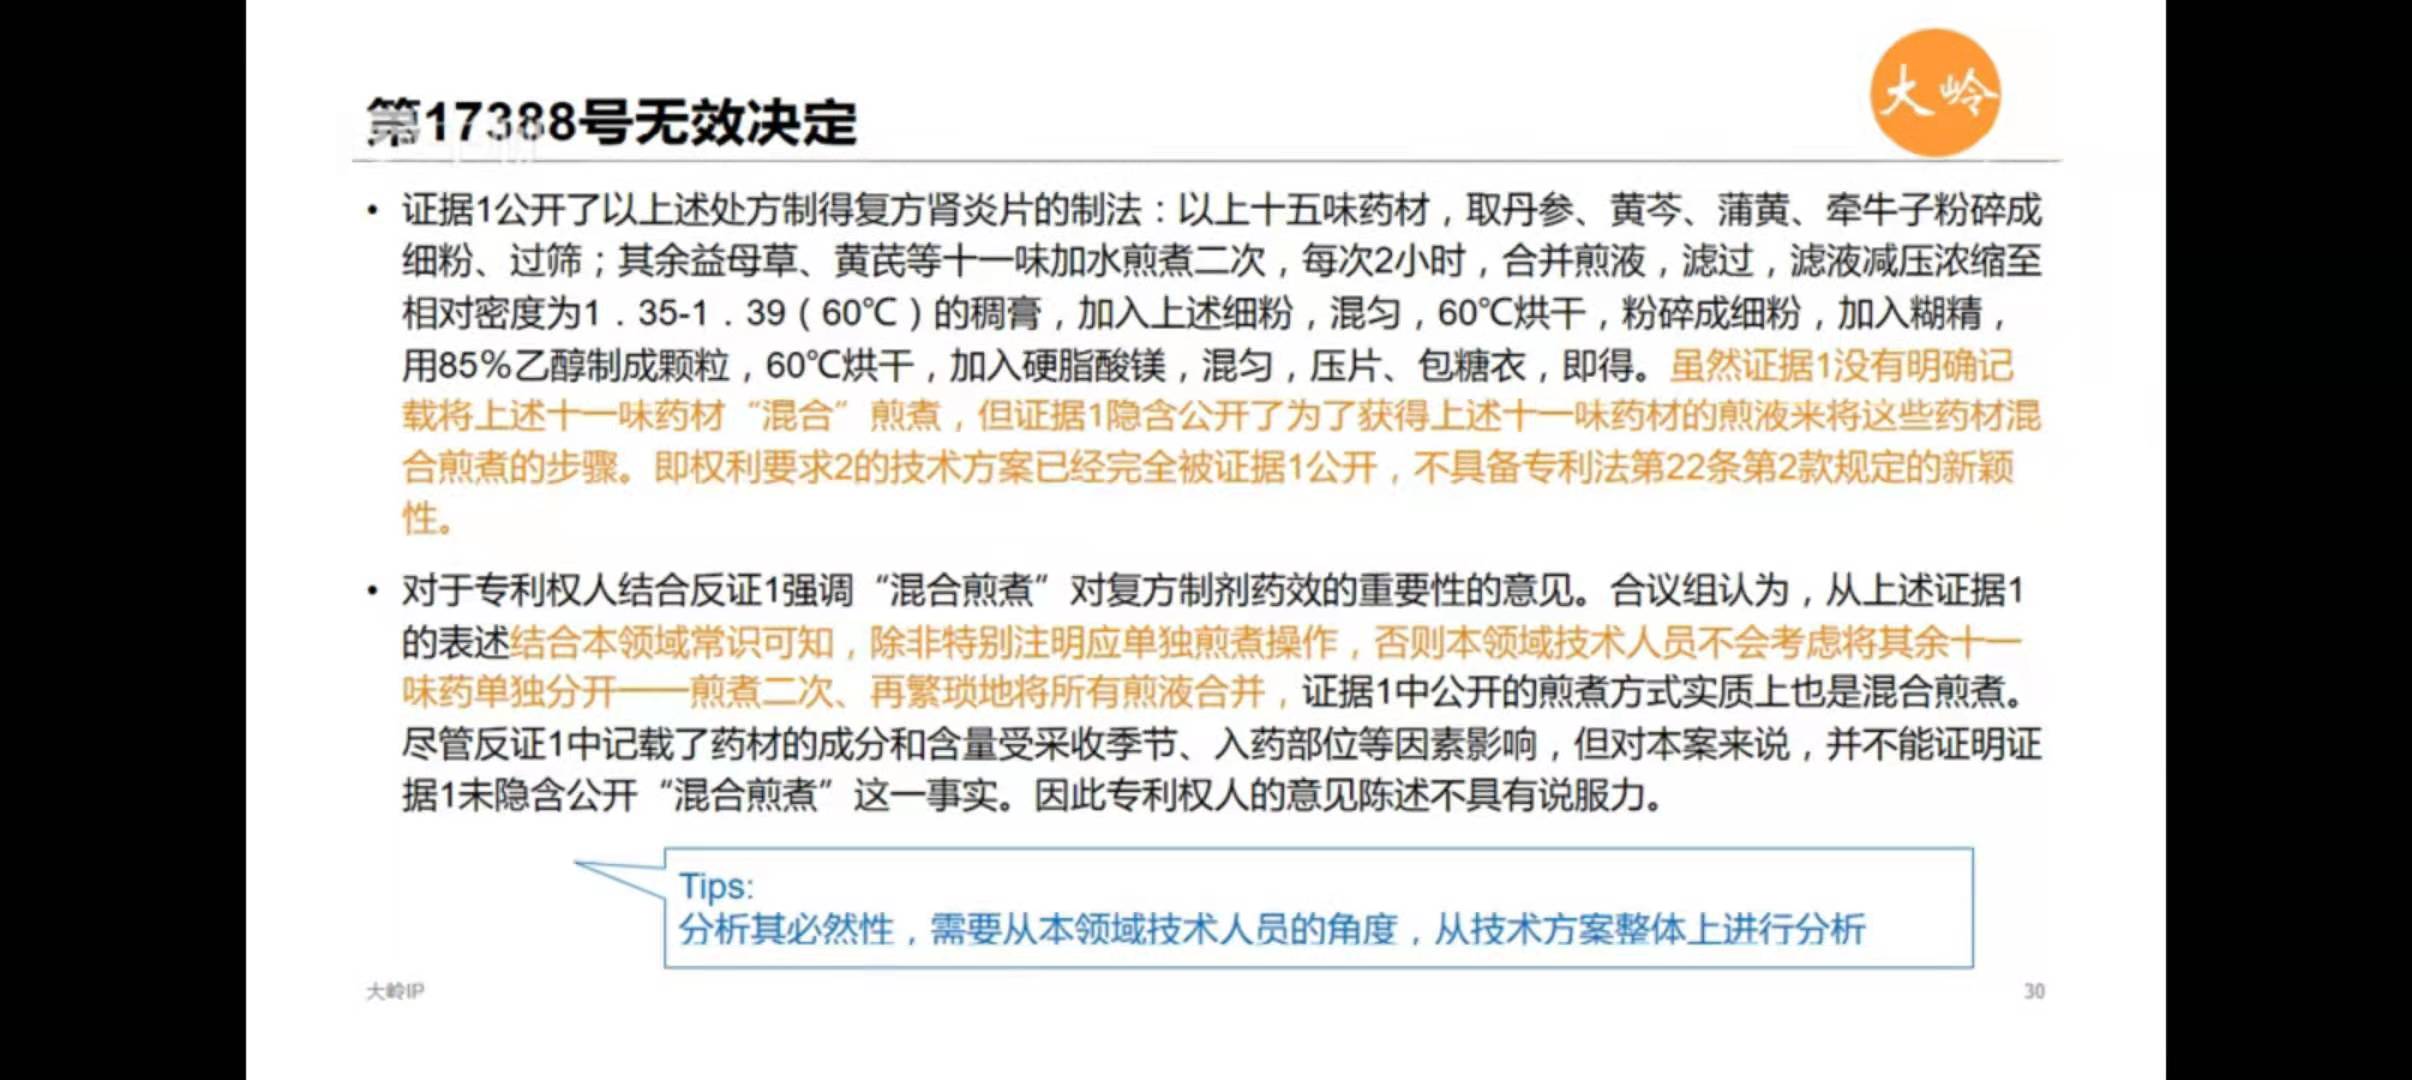 大岭
第17388号无效决定
• 证据1公开了以上述处方制得复方肾炎片的制法：以上十五味药材，取丹参、黄芩、蒲黄、牵牛子粉碎成
细粉、过筛；其余益母草、黄芪等十一味加水煎煮二次，每次2小时，合并煎液，滤过，滤液减压浓缩至
相对密度为1．35-1．39（60℃）的稠膏，加入上述细粉，混匀，60℃烘干，粉碎成细粉，加入糊精，
用85%乙醇制成颗粒，60℃烘干，加入硬脂酸镁，混匀，压片、包糖衣，即得。虽然证据1没有明确记
载将上述十一味药材“混合”煎煮，但证据1隐含公开了为了获得上述十一味药材的煎液来将这些药材混
合煎煮的步骤。即权利要求2的技术方案已经完全被证据1公开，不具备专利法第22条第2款规定的新颖
性。
• 对于专利权人结合反证1强调“混合煎煮”对复方制剂药效的重要性的意见。合议组认为，从上述证据1
的表述结合本领域常识可知，除非特别注明应单独煎煮操作，否则本领域技术人员不会考虑将其余十一
味药单独分开一一煎煮二次、再繁琐地将所有煎液合并，证据1中公开的煎煮方式实质上也是混合煎煮。
尽管反证1中记载了药材的成分和含量受采收季节、入药部位等因素影响，但对本案来说，并不能证明证
据1未隐含公开“混合煎煮”这一事实。因此专利权人的意见陈述不具有说服力。
Tips:
分析其必然性，需要从本领域技术人员的角度，从技术方案整体上进行分析
大岭IP
30